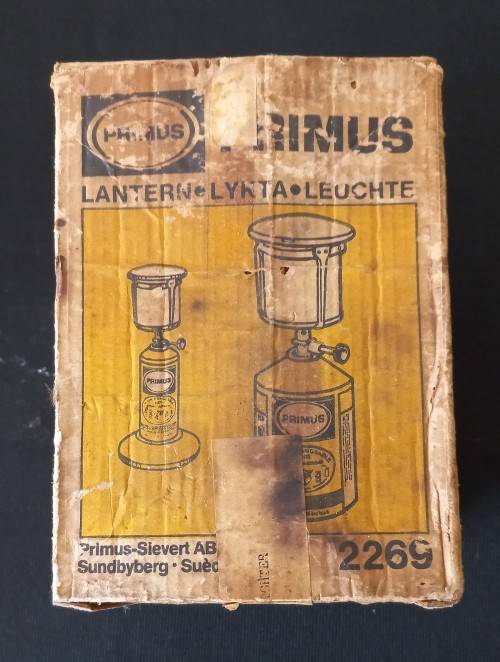 PRIMUS
PRIMUS
LANTERN•LYKTA•LEUCHTE
PRIMUS
PRIMUS
Primus-Sievert AB
Sundbyberg · Suèd
2269